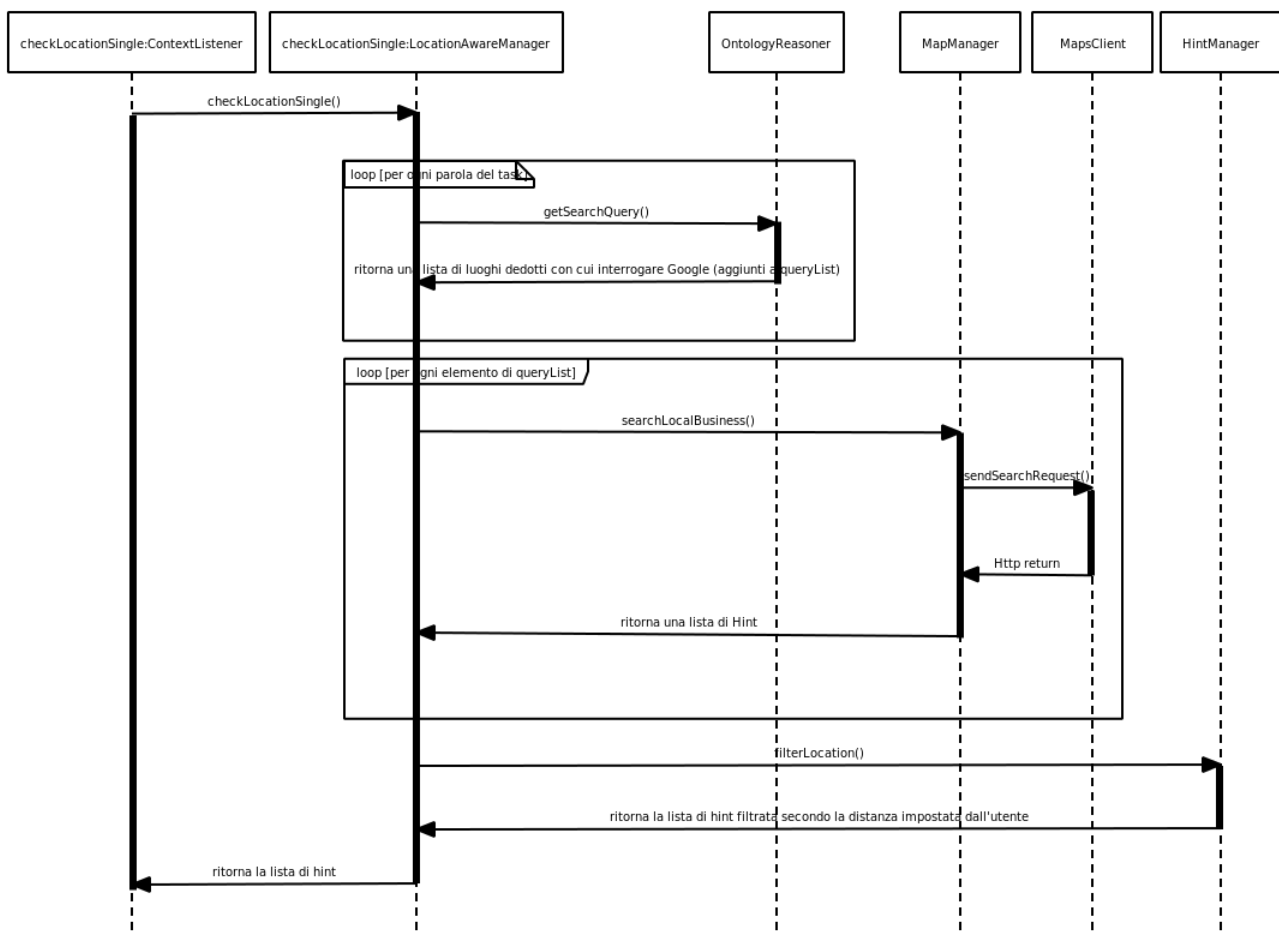 checkLocationSingle:ContextListener
checkLocationSingle:LocationAwareManager
OntologyReasoner
MapManager
MapsClient
HintManager
checkLocationSingle()
loop [per ogni parola del task]
getSearchQuery()
ritorna una lista di luoghi dedotti con cui interrogare Google (aggiunti a queryList)
loop [per ogni elemento di queryList]
searchLocalBusiness()
sendSearchRequest()
Http return
ritorna una lista di Hint
filterLocation()
ritorna la lista di hint filtrata secondo la distanza impostata dall'utente
ritorna la lista di hint